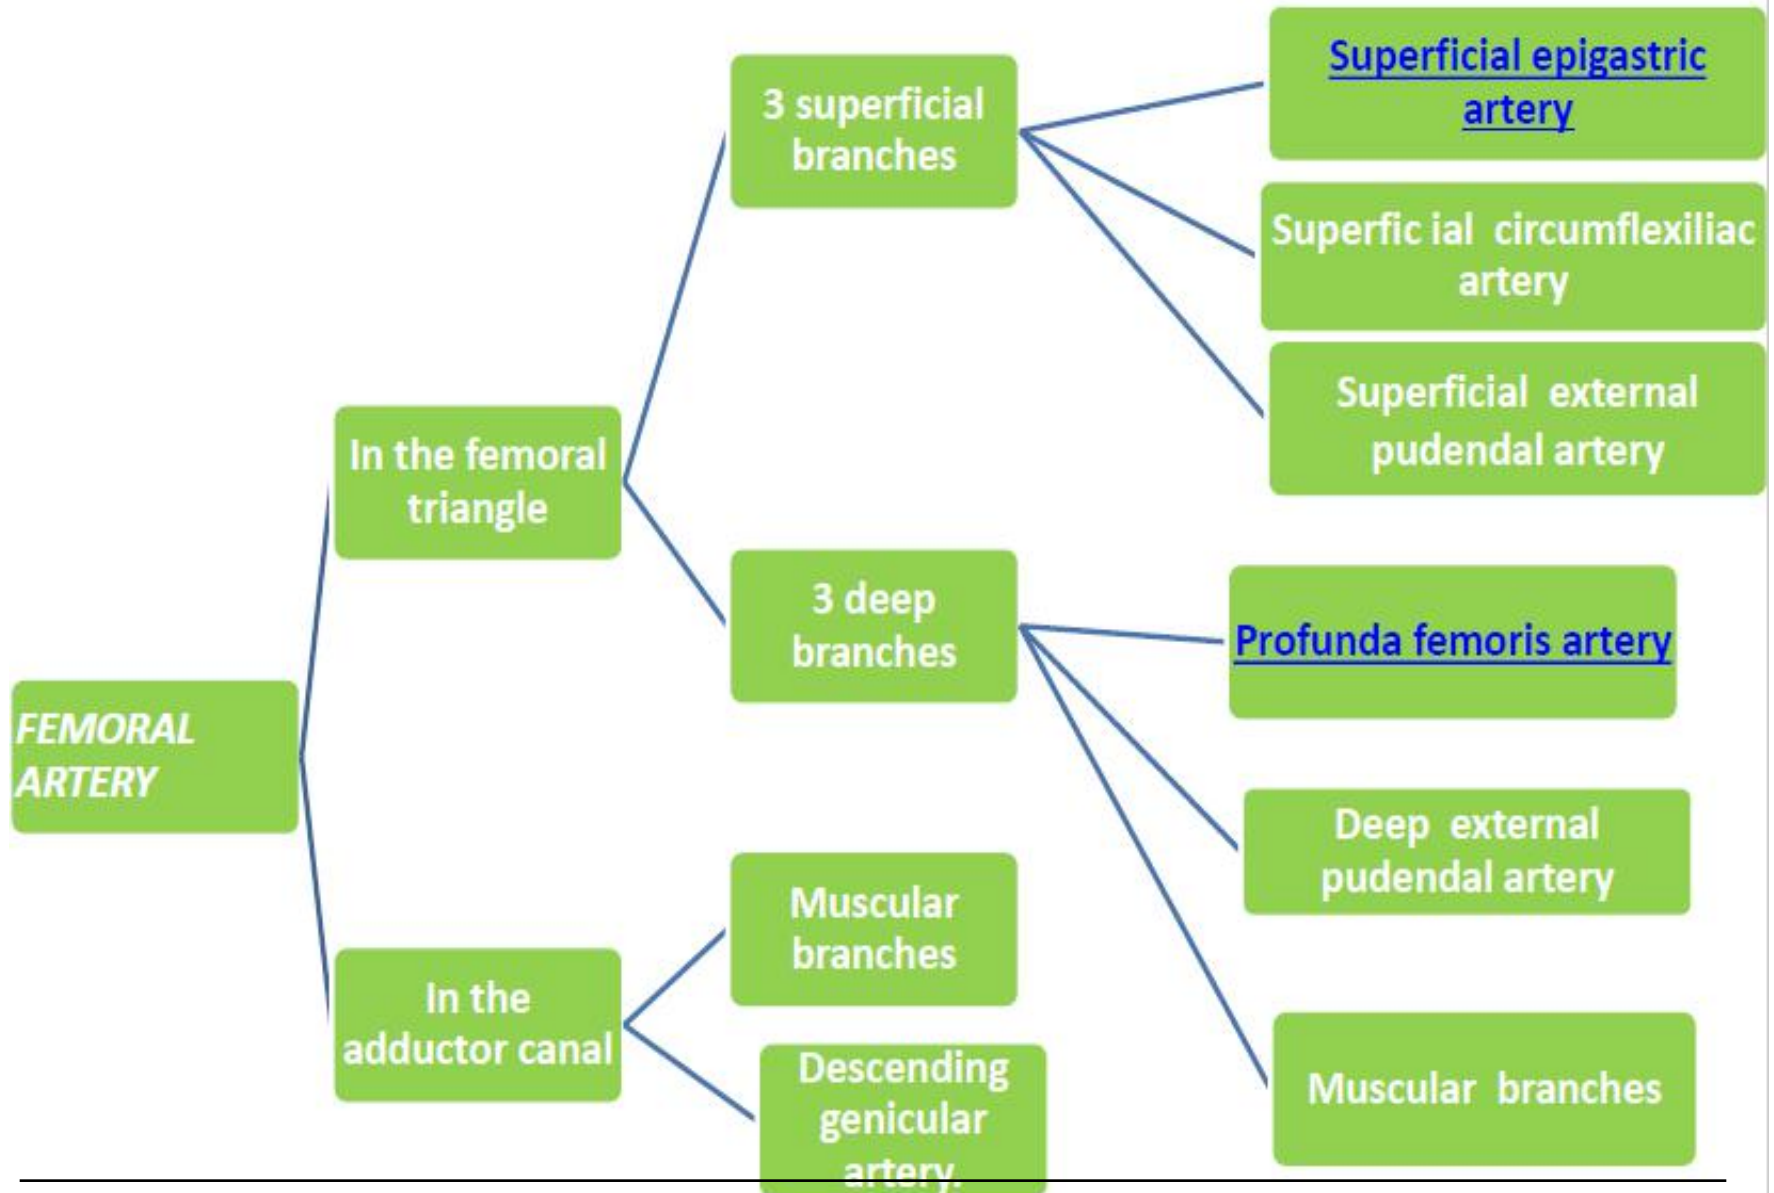 FEMORAL
ARTERY
In the femoral
triangle
3 superficial
branches
Superficial epigastric
artery
Superfic ial circumflexiliac
artery
Superficial external
pudendal artery
3 deep
branches
Profunda femoris artery
Deep external
pudendal artery
Muscular branches
In the
adductor canal
Muscular
branches
Descending
genicular
artery.